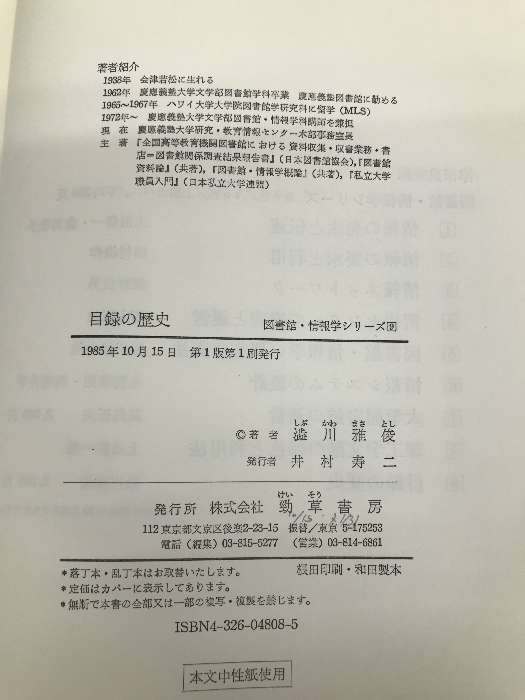 著者紹介
1938年 会津若松に生れる
1962年 慶應義塾大学文学部図書館学科卒業 慶應義塾図書館に勤める
1965〜1967年 ハワイ大学大学院図書館学研究科に留学(MLS)
1972年〜 慶應義塾大学文学部図書館・情報学科講師を兼担
現在 慶應義塾大学研究・教育情報センター本部事務室長
主著 『全国高等教育機関図書館における資料収集・収書業務・書
店=図書館関係調査結果報告書』(日本図書館協会),『図書館
資料論』(共著),『図書館・情報学概論』(共著),『私立大学
職員入門』(日本私立大学連盟)
目録の歴史 図書館・情報学シリーズ⑨
1985年10月15日 第1版第1刷発行
しぶ かわ まさ とし
©著者 澁川雅俊
発行者 井村寿二
けい そう
発行所 株式会社 勁草書房
112東京都文京区後楽2-23-15 振替/東京5-175253
電話(編集)03-815-5277 (営業)03-814-6861
*落丁本・乱丁本はお取替いたします。 根田印刷・和田製本
*定価はカバーに表示してあります。
*無断で本書の全部又は一部の複写・複製を禁じます。
ISBN4-326-04808-5
本文中性紙使用